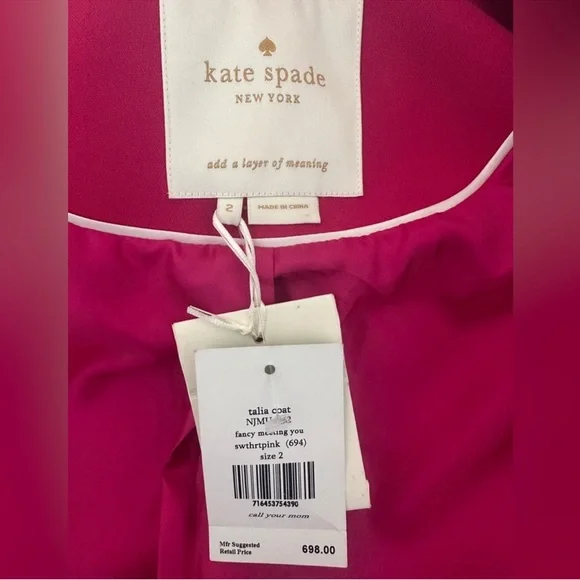 kate spade
NEW YORK
add a layer of meaning
2
MADE IN CHINA
talia coat
fancy meeting you
swthrtpink (694)
size 2
716453754390
call your mom
Mfr Suggested
Retail Price
698.00